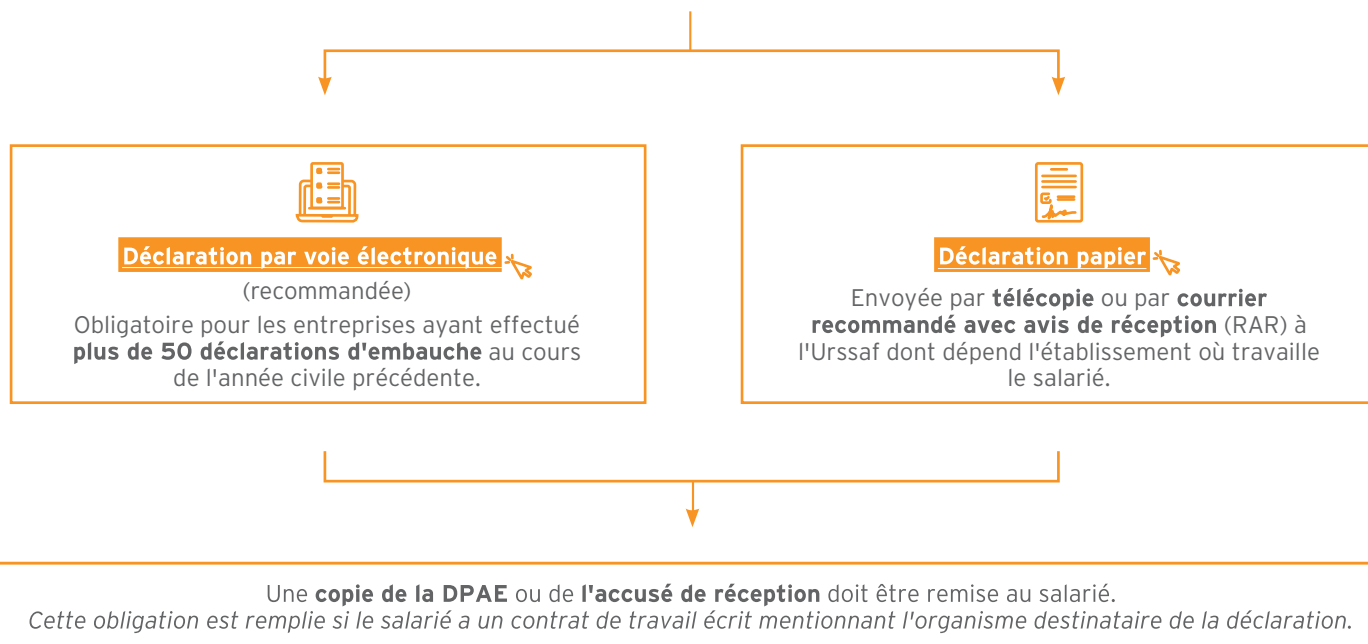 Déclaration par voie électronique
(recommandée)
Obligatoire pour les entreprises ayant effectué
plus de 50 déclarations d'embauche au cours
de l'année civile précédente.
Déclaration papier
Envoyée par télécopie ou par courrier
recommandé avec avis de réception (RAR) à
l'Urssaf dont dépend l'établissement où travaille
le salarié.
Une copie de la DPAE ou de l'accusé de réception doit être remise au salarié.
Cette obligation est remplie si le salarié a un contrat de travail écrit mentionnant l'organisme destinataire de la déclaration.